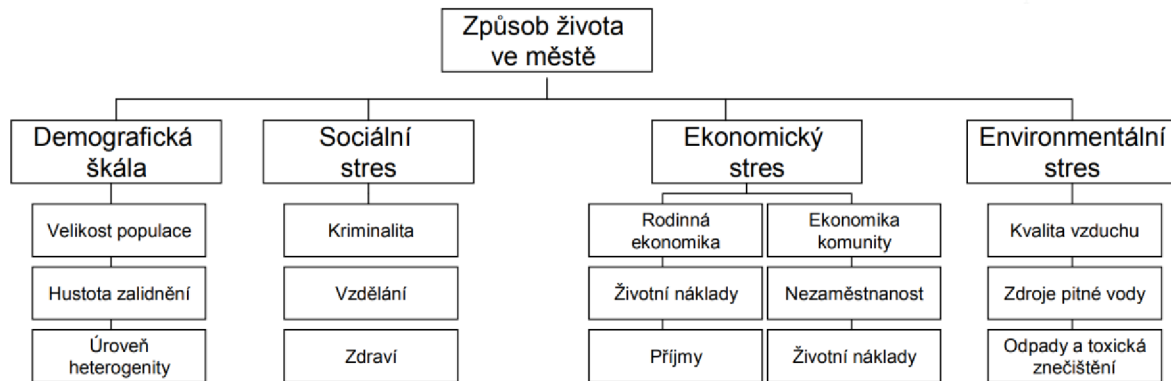 Způsob života
ve městě
Demografická
škála
Sociální
stres
Ekonomický
stres
Environmentální
stres
Velikost populace
Kriminalita
Rodinná
ekonomika
Ekonomika
komunity
Kvalita vzduchu
Hustota zalidnění
Vzdělání
Životní náklady
Nezaměstnanost
Zdroje pitné vody
Úroveň
heterogenity
Zdraví
Příjmy
Životní náklady
Odpady a toxická
znečištění